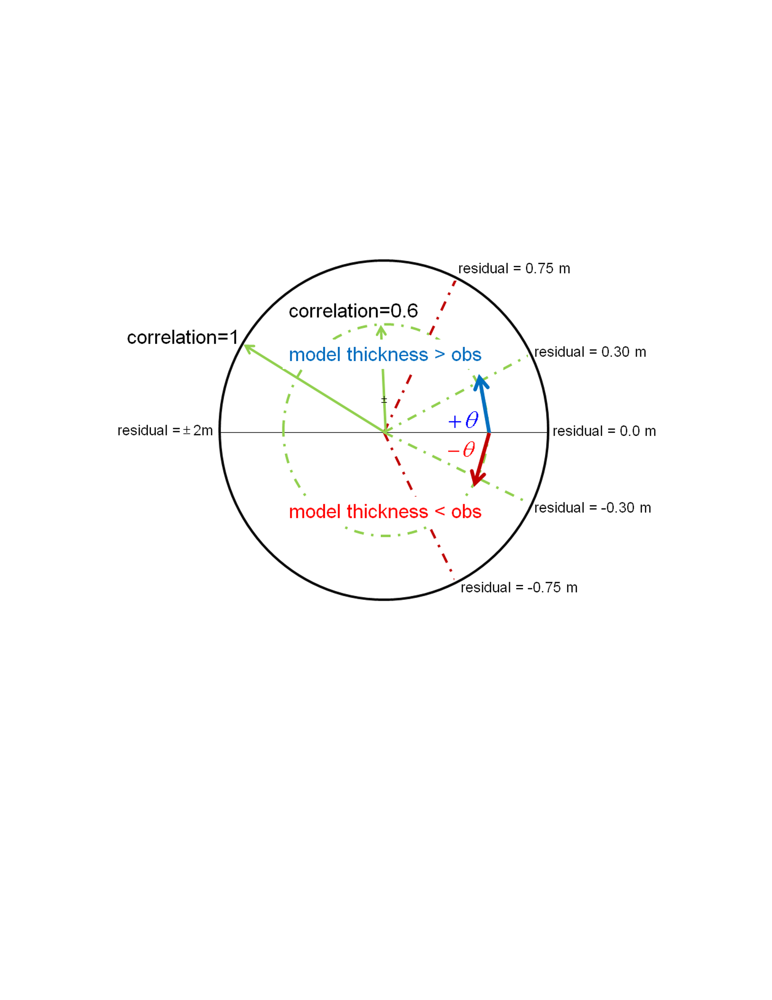 residual = 0.75 m
correlation=0.6
correlation=1
model thickness > obs
residual = 0.30 m
±
+θ
residual = ± 2m
residual = 0.0 m
−θ
model thickness < obs
residual = -0.30 m
residual = -0.75 m